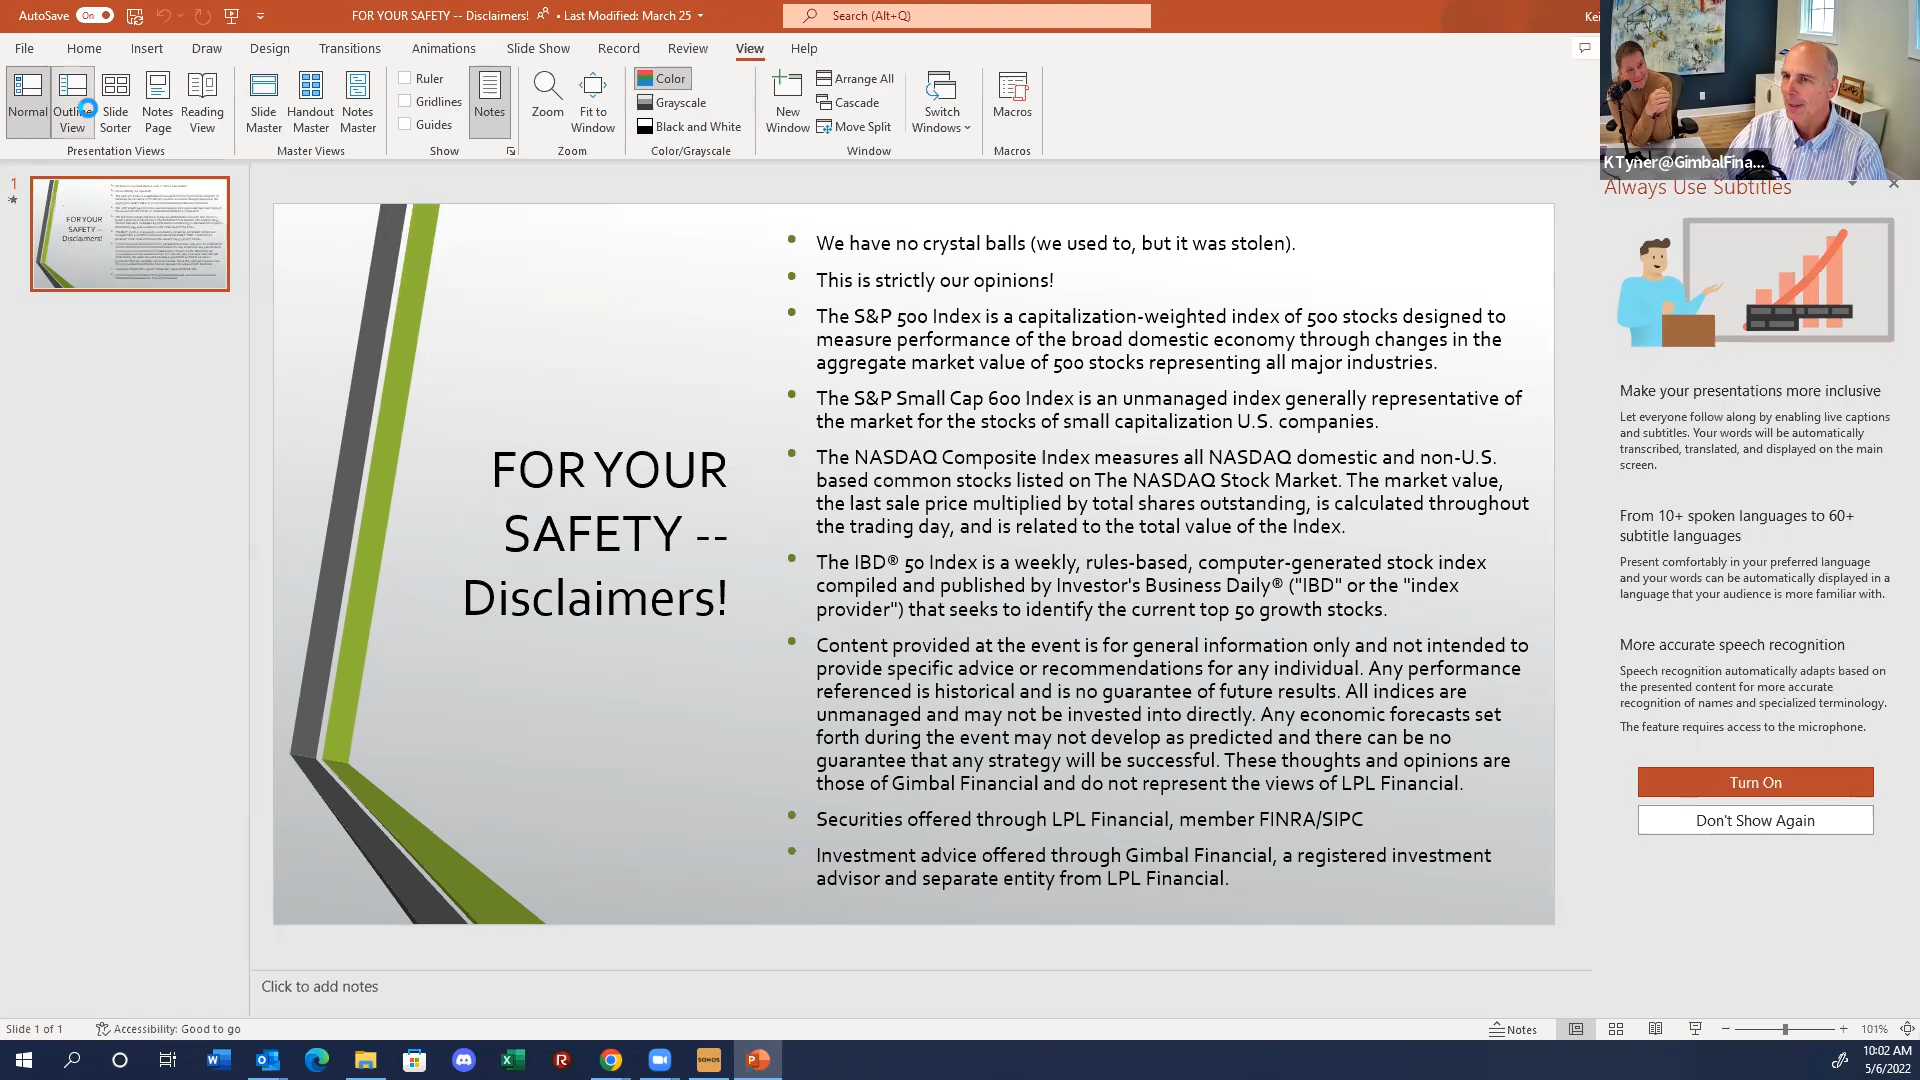 AutoSave On
FOR YOUR SAFETY -- Disclaimers! • Last Modified: March 25
Search (Alt+Q)
File Home Insert Draw Design Transitions Animations Slide Show Record Review View Help
Normal
Outline View
Slide Sorter
Notes Page
Reading View
Presentation Views
Slide Master
Handout Master
Notes Master
Master Views
Ruler
Gridlines
Guides
Show
Notes
Zoom
Fit to Window
Zoom
Color
Grayscale
Black and White
Color/Grayscale
New Window
Arrange All
Cascade
Move Split
Switch Windows
Window
Macros
Macros
KTyner@GimbalFina...
1
FOR YOUR
SAFETY --
Disclaimers!
FOR YOUR
SAFETY --
Disclaimers!
• We have no crystal balls (we used to, but it was stolen).
• This is strictly our opinions!
• The S&P 500 Index is a capitalization-weighted index of 500 stocks designed to
measure performance of the broad domestic economy through changes in the
aggregate market value of 500 stocks representing all major industries.
• The S&P Small Cap 600 Index is an unmanaged index generally representative of
the market for the stocks of small capitalization U.S. companies.
• The NASDAQ Composite Index measures all NASDAQ domestic and non-U.S.
based common stocks listed on The NASDAQ Stock Market. The market value,
the last sale price multiplied by total shares outstanding, is calculated throughout
the trading day, and is related to the total value of the Index.
• The IBD® 50 Index is a weekly, rules-based, computer-generated stock index
compiled and published by Investor's Business Daily® ("IBD" or the "index
provider") that seeks to identify the current top 50 growth stocks.
• Content provided at the event is for general information only and not intended to
provide specific advice or recommendations for any individual. Any performance
referenced is historical and is no guarantee of future results. All indices are
unmanaged and may not be invested into directly. Any economic forecasts set
forth during the event may not develop as predicted and there can be no
guarantee that any strategy will be successful. These thoughts and opinions are
those of Gimbal Financial and do not represent the views of LPL Financial.
• Securities offered through LPL Financial, member FINRA/SIPC
• Investment advice offered through Gimbal Financial, a registered investment
advisor and separate entity from LPL Financial.
Always Use Subtitles
Make your presentations more inclusive
Let everyone follow along by enabling live captions
and subtitles. Your words will be automatically
transcribed, translated, and displayed on the main
screen.
From 10+ spoken languages to 60+
subtitle languages
Present comfortably in your preferred language
and your words can be automatically displayed in a
language that your audience is more familiar with.
More accurate speech recognition
Speech recognition automatically adapts based on
the presented content for more accurate
recognition of names and specialized terminology.
The feature requires access to the microphone.
Turn On
Don't Show Again
Click to add notes
Slide 1 of 1 Accessibility: Good to go
Notes
101%
SONOS
10:02 AM
5/6/2022